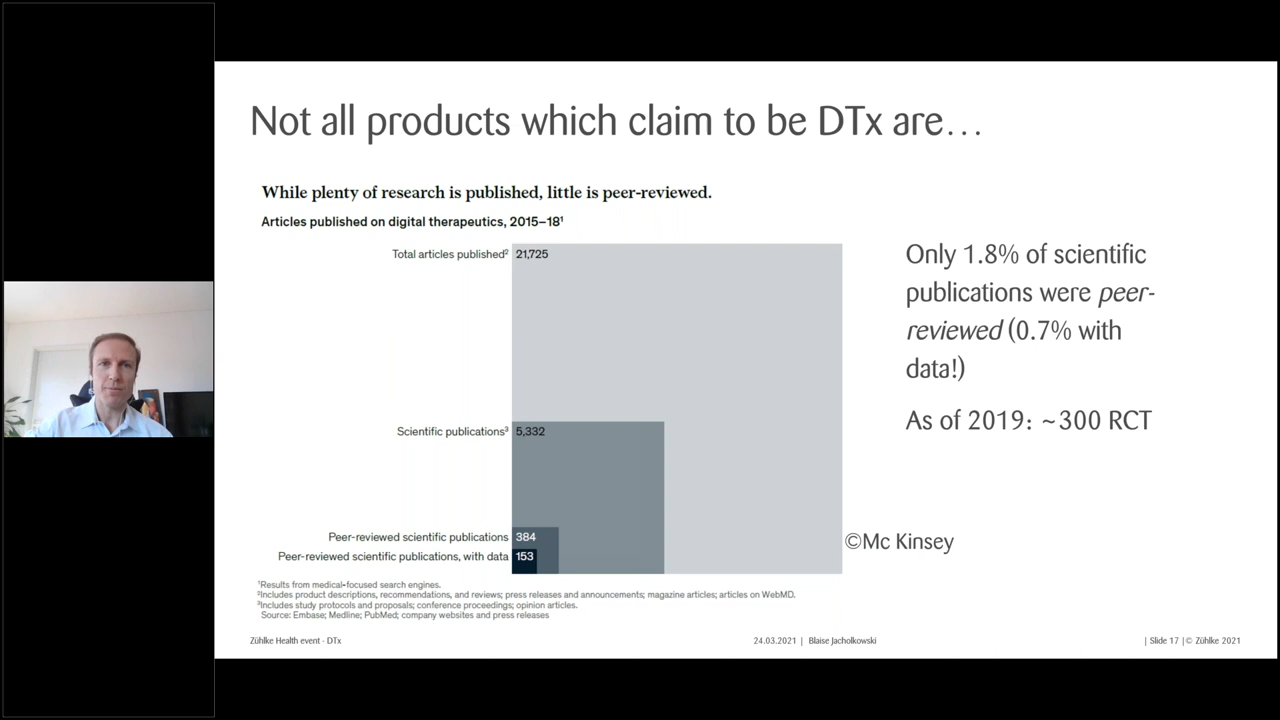 Not all products which claim to be DTx are…
While plenty of research is published, little is peer-reviewed.
Articles published on digital therapeutics, 2015–18¹
Total articles published² 21,725
Scientific publications³ 5,332
Peer-reviewed scientific publications 384
Peer-reviewed scientific publications, with data 153
Only 1.8% of scientific
publications were peer-
reviewed (0.7% with
data!)
As of 2019: ~300 RCT
©Mc Kinsey
¹Results from medical-focused search engines.
²Includes product descriptions, recommendations, and reviews; press releases and announcements; magazine articles; articles on WebMD.
³Includes study protocols and proposals; conference proceedings; opinion articles.
Source: Embase; Medline; PubMed; company websites and press releases
Zühlke Health event - DTx
24.03.2021 | Blaise Jacholkowski
| Slide 17 | © Zühlke 2021